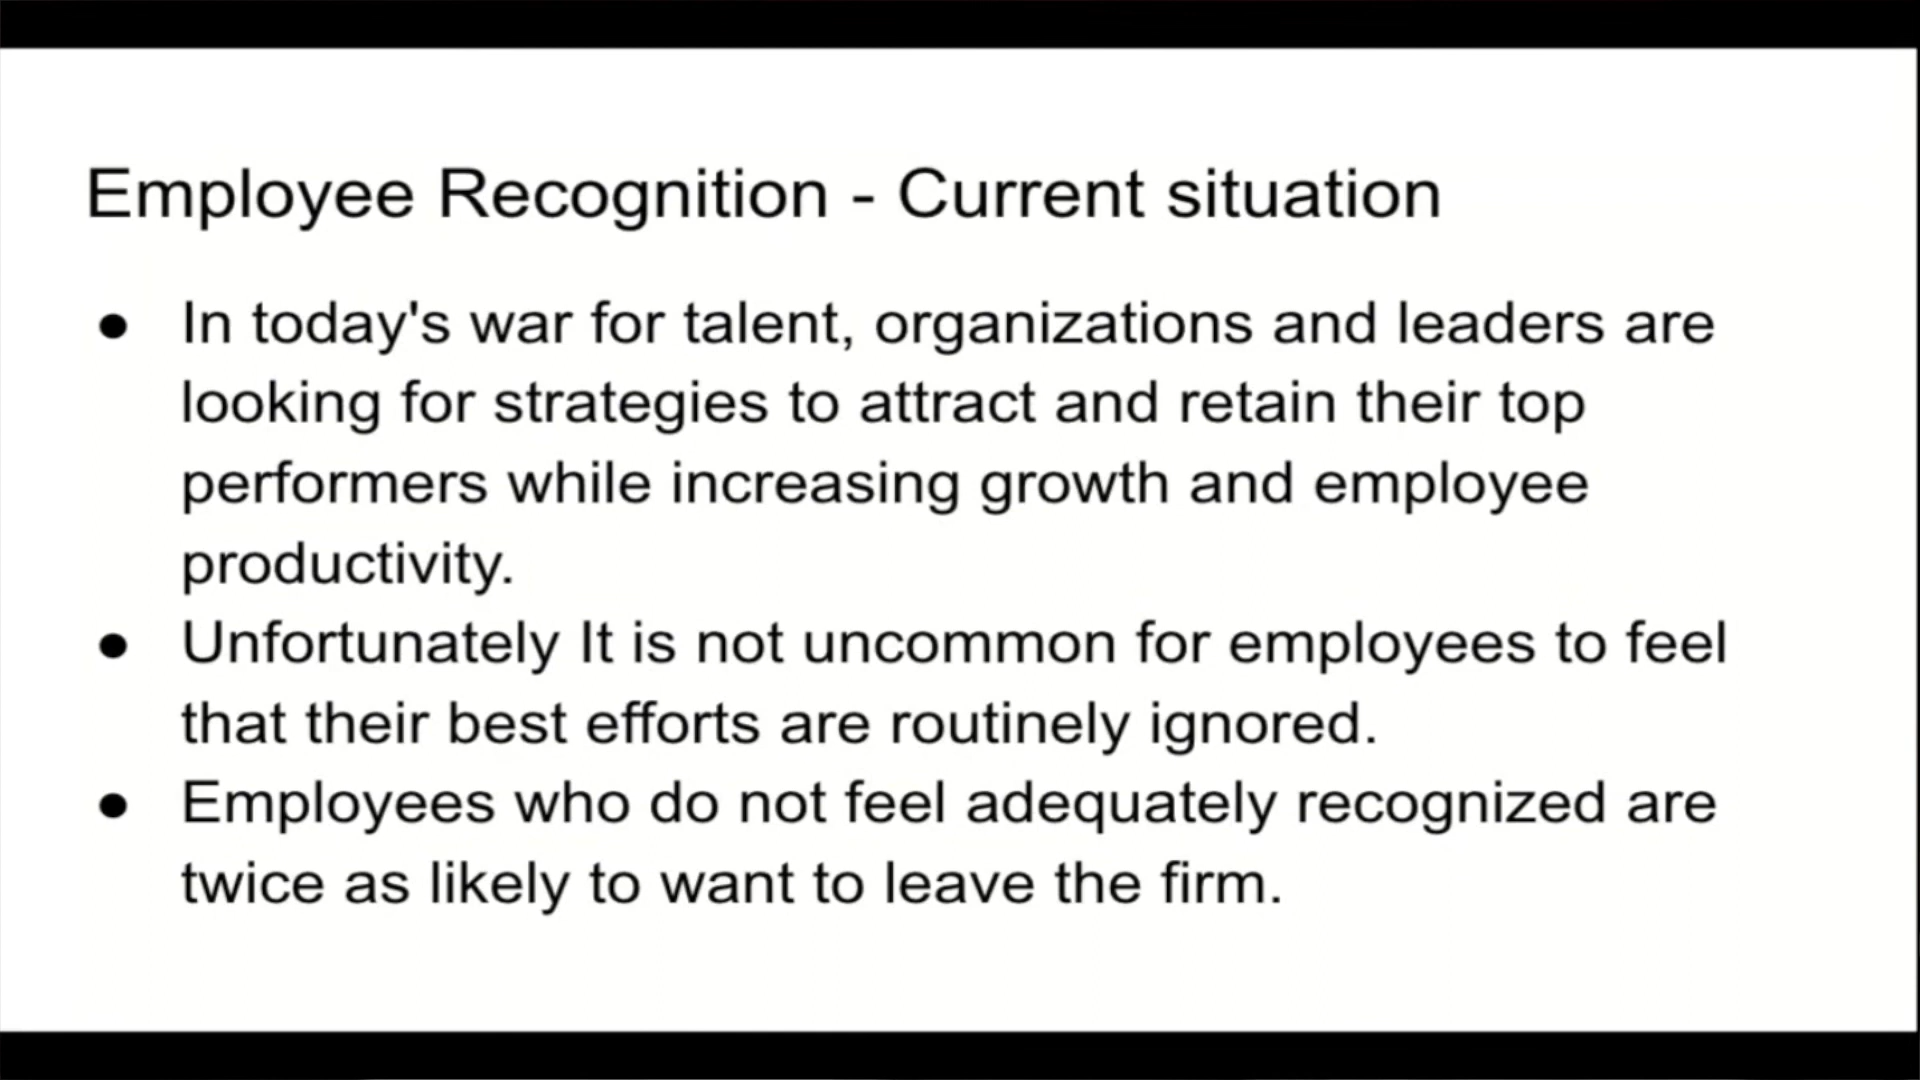 Employee Recognition - Current situation
● In today's war for talent, organizations and leaders are
looking for strategies to attract and retain their top
performers while increasing growth and employee
productivity.
● Unfortunately It is not uncommon for employees to feel
that their best efforts are routinely ignored.
● Employees who do not feel adequately recognized are
twice as likely to want to leave the firm.